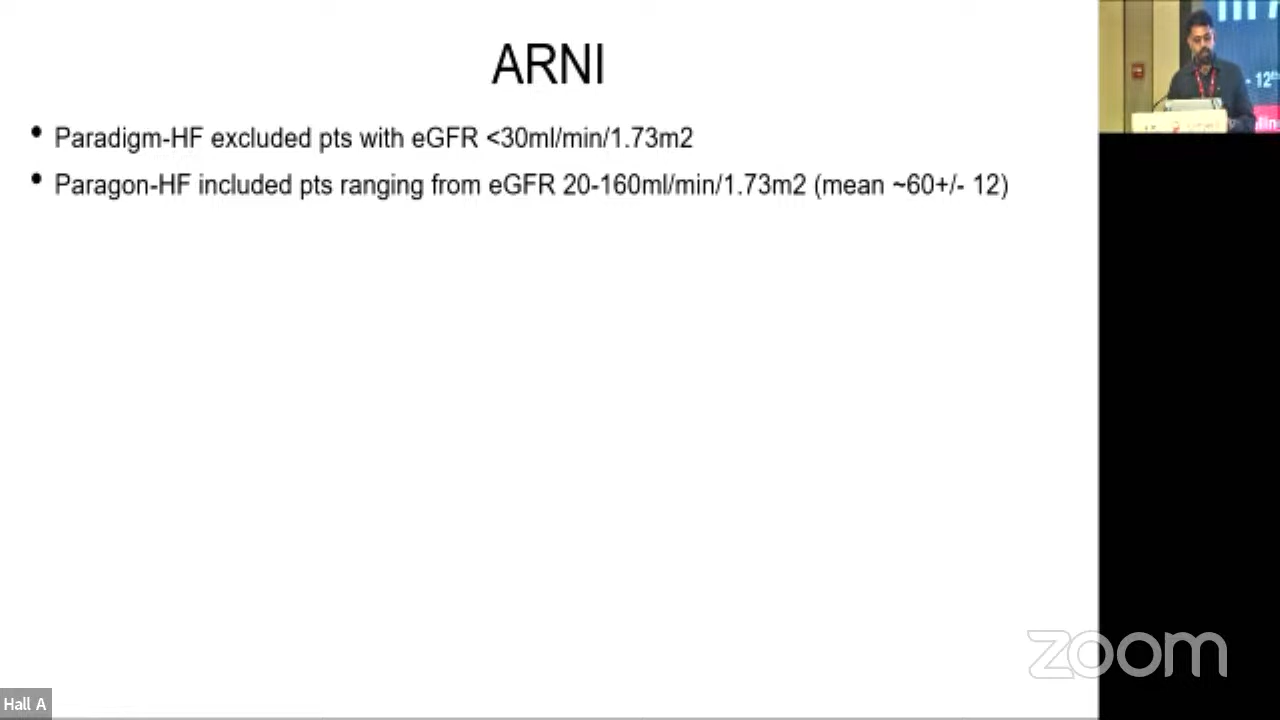 ARNI
• Paradigm-HF excluded pts with eGFR <30ml/min/1.73m2
• Paragon-HF included pts ranging from eGFR 20-160ml/min/1.73m2 (mean ~60+/- 12)
- 12th
zoom
Hall A